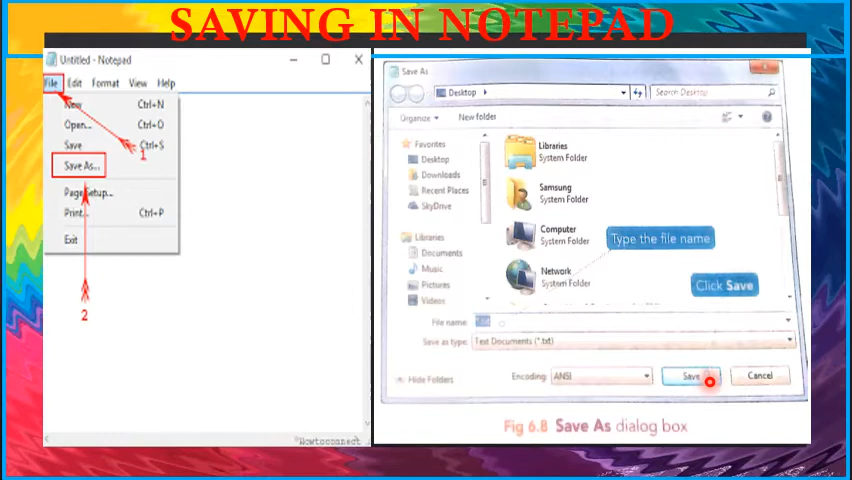 SAVING IN NOTEPAD
Untitled - Notepad
File Edit Format View Help
New Ctrl+N
Open... Ctrl+O
Save Ctrl+S
1
Save As...
Page Setup...
Print... Ctrl+P
Exit
2
"Howtoconnect
Save As
Desktop
Search Desktop
Organize
New folder
Favorites
Desktop
Downloads
Recent Places
SkyDrive
Libraries
Documents
Music
Pictures
Videos
Libraries
System Folder
Samsung
System Folder
Computer
System Folder
Network
System Folder
Type the file name
Click Save
File name: *.txt
Save as type: Text Documents (*.txt)
Hide Folders
Encoding: ANSI
Save
Cancel
Fig 6.8 Save As dialog box